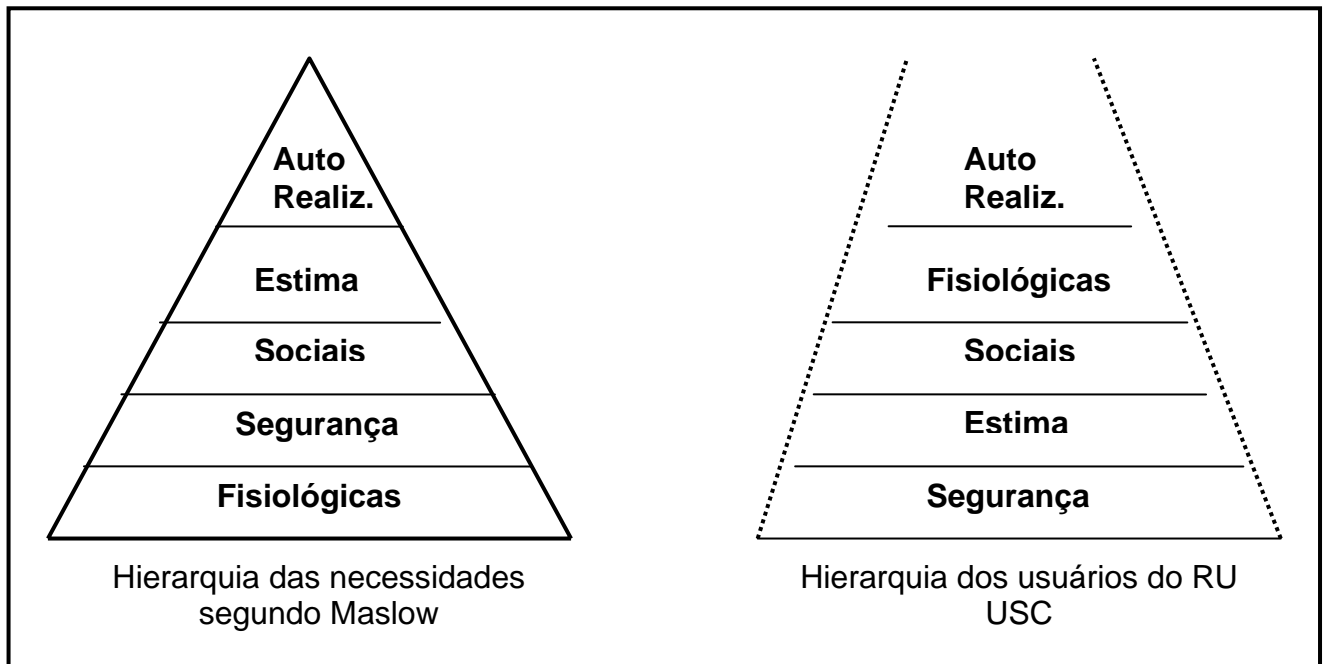 Auto
Realiz.
Estima
Sociais
Segurança
Fisiológicas
Hierarquia das necessidades
segundo Maslow
Auto
Realiz.
Fisiológicas
Sociais
Estima
Segurança
Hierarquia dos usuários do RU
USC